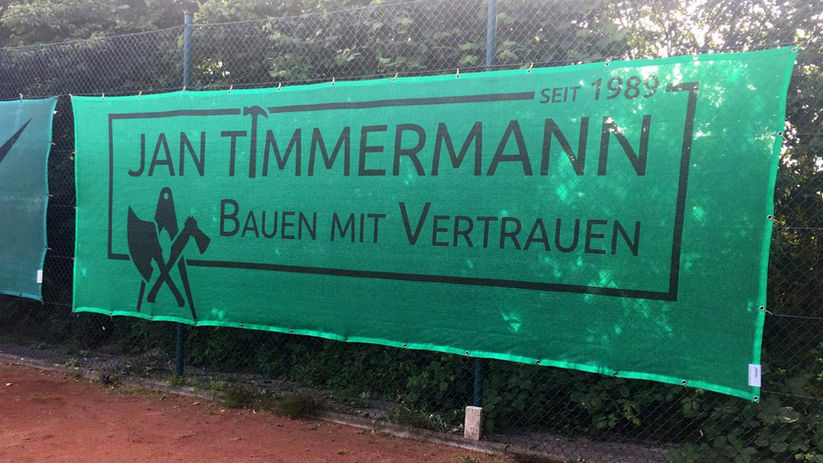 SEIT 1989
JAN TIMMERMANN
BAUEN MIT VERTRAUEN